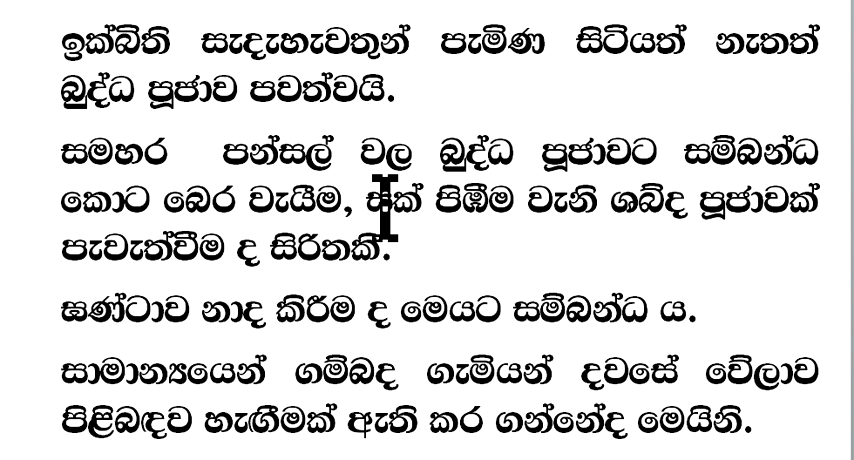 ඉක්බිති සැදැහැවතුන් පැමිණ සිටියත් නැතත්
බුද්ධ පූජාව පවත්වයි.
සමහර පන්සල් වල බුද්ධ පූජාවට සම්බන්ධ
කොට බෙර වැයීම, සක් පිඹීම වැනි ශබ්ද පූජාවක්
පැවැත්වීම ද සිරිතකි.
ඝණ්ටාව නාද කිරීම ද මෙයට සම්බන්ධ ය.
සාමාන්‍යයෙන් ගම්බද ගැමියන් දවසේ වේලාව
පිළිබඳව හැඟීමක් ඇති කර ගන්නේද මෙයිනි.